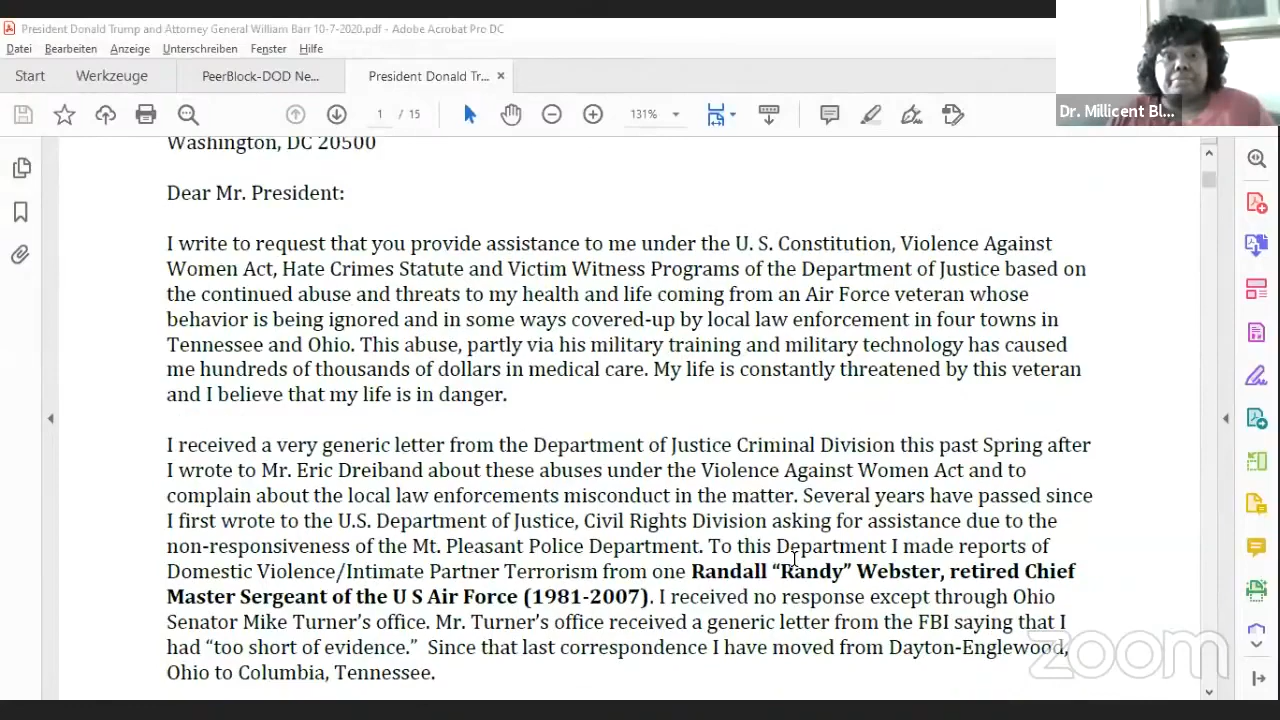 President Donald Trump and Attorney General William Barr 10-7-2020.pdf - Adobe Acrobat Pro DC
Datei Bearbeiten Anzeige Unterschreiben Fenster Hilfe
Start Werkzeuge PeerBlock-DOD Ne... President Donald Tr... ×
1 / 15 131%
Dr. Millicent Bl...
Washington, DC 20500
Dear Mr. President:
I write to request that you provide assistance to me under the U. S. Constitution, Violence Against
Women Act, Hate Crimes Statute and Victim Witness Programs of the Department of Justice based on
the continued abuse and threats to my health and life coming from an Air Force veteran whose
behavior is being ignored and in some ways covered-up by local law enforcement in four towns in
Tennessee and Ohio. This abuse, partly via his military training and military technology has caused
me hundreds of thousands of dollars in medical care. My life is constantly threatened by this veteran
and I believe that my life is in danger.
I received a very generic letter from the Department of Justice Criminal Division this past Spring after
I wrote to Mr. Eric Dreiband about these abuses under the Violence Against Women Act and to
complain about the local law enforcements misconduct in the matter. Several years have passed since
I first wrote to the U.S. Department of Justice, Civil Rights Division asking for assistance due to the
non-responsiveness of the Mt. Pleasant Police Department. To this Department I made reports of
Domestic Violence/Intimate Partner Terrorism from one Randall “Randy” Webster, retired Chief
Master Sergeant of the U S Air Force (1981-2007). I received no response except through Ohio
Senator Mike Turner’s office. Mr. Turner’s office received a generic letter from the FBI saying that I
had “too short of evidence.” Since that last correspondence I have moved from Dayton-Englewood,
Ohio to Columbia, Tennessee.
zoom